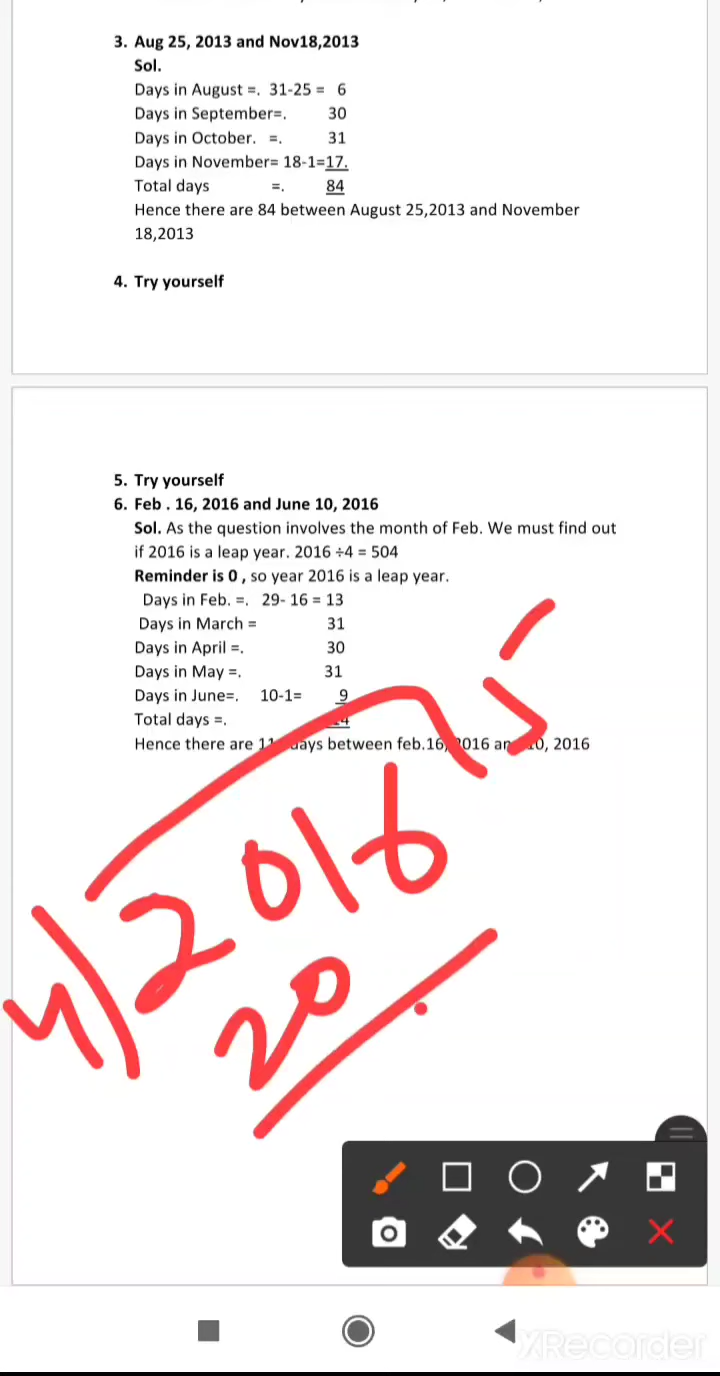 3. Aug 25, 2013 and Nov18,2013
Sol.
Days in August =. 31-25 = 6
Days in September=. 30
Days in October. =. 31
Days in November= 18-1=17.
Total days =. 84
Hence there are 84 between August 25,2013 and November
18,2013
4. Try yourself
5. Try yourself
6. Feb . 16, 2016 and June 10, 2016
Sol. As the question involves the month of Feb. We must find out
if 2016 is a leap year. 2016 ÷4 = 504
Reminder is 0 , so year 2016 is a leap year.
Days in Feb. =. 29- 16 = 13
Days in March = 31
Days in April =. 30
Days in May =. 31
Days in June=. 10-1= 9
Total days =.
Hence there are days between feb.16, 2016 10, 2016
5
4)2016
20
XRecorder